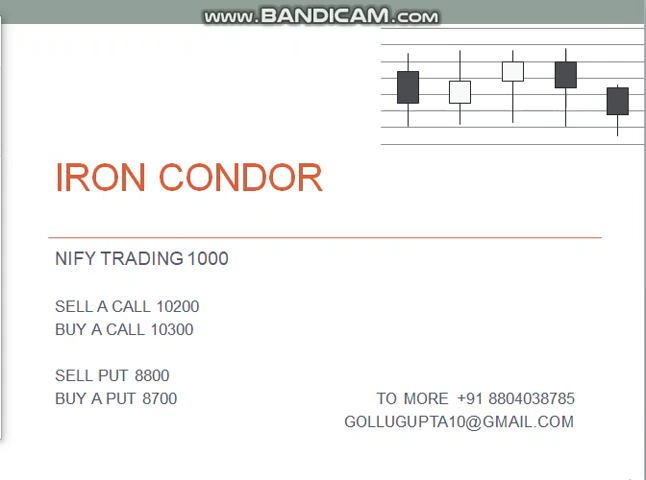 www.BANDICAM.com
IRON CONDOR
NIFY TRADING 1000
SELL A CALL 10200
BUY A CALL 10300
SELL PUT 8800
BUY A PUT 8700
TO MORE +91 8804038785
GOLLUGUPTA10@GMAIL.COM